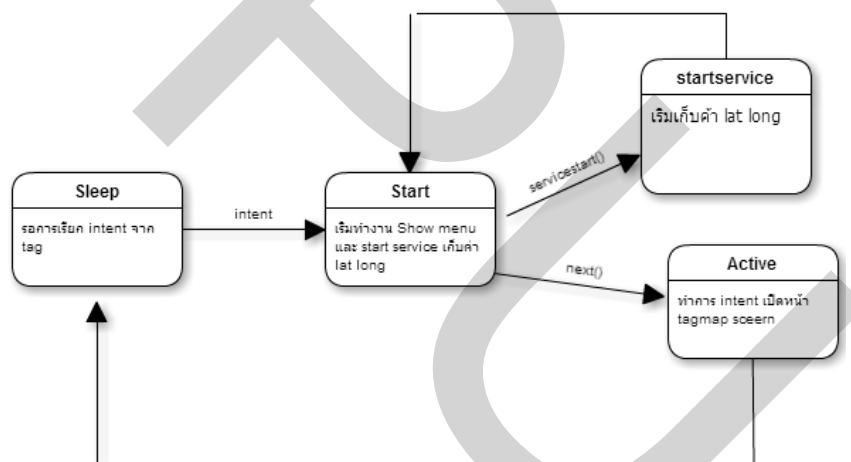 startservice
เริ่มเก็บค่า lat long
servicestart()
Sleep
รอการเรียก intent จาก
tag
intent
Start
เริ่มทำงาน Show menu
และ start service เก็บค่า
lat long
next()
Active
ทำการ intent เปิดหน้า
tagmap sceern